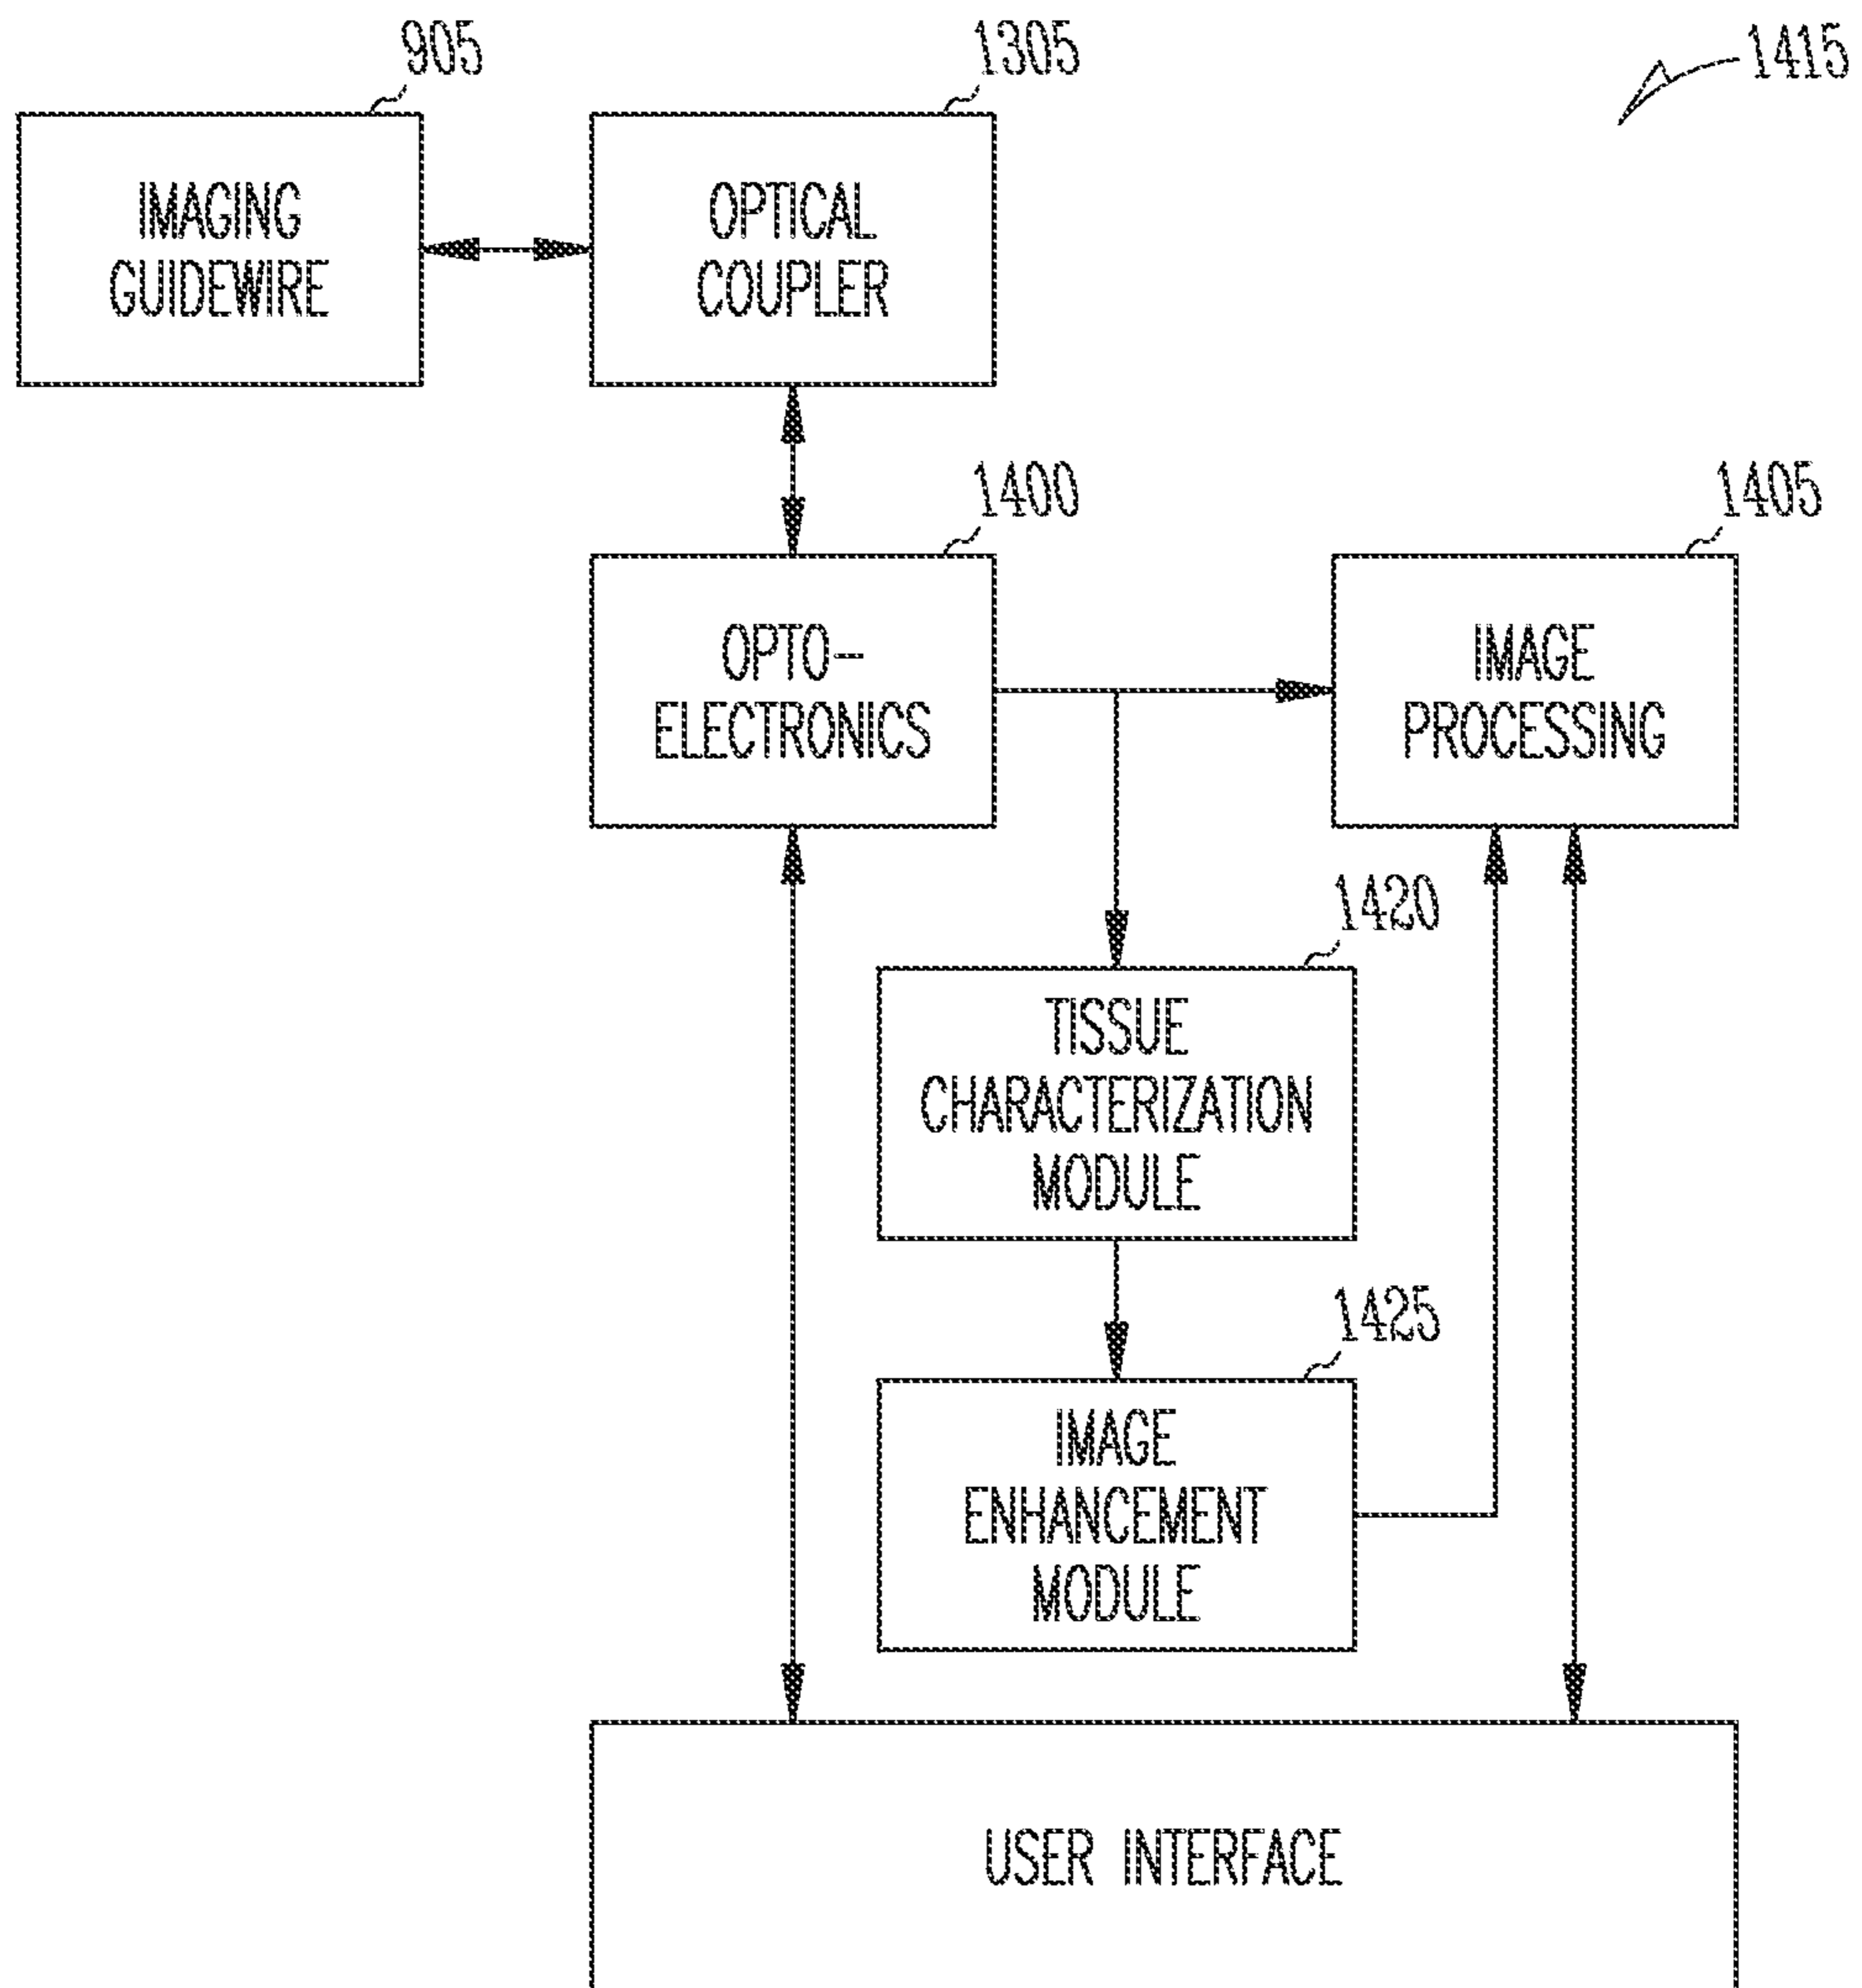 905
1305
1415
IMAGING
GUIDEWIRE
OPTICAL
COUPLER
1400
1405
OPTO-
ELECTRONICS
IMAGE
PROCESSING
1420
TISSUE
CHARACTERIZATION
MODULE
1425
IMAGE
ENHANCEMENT
MODULE
USER INTERFACE